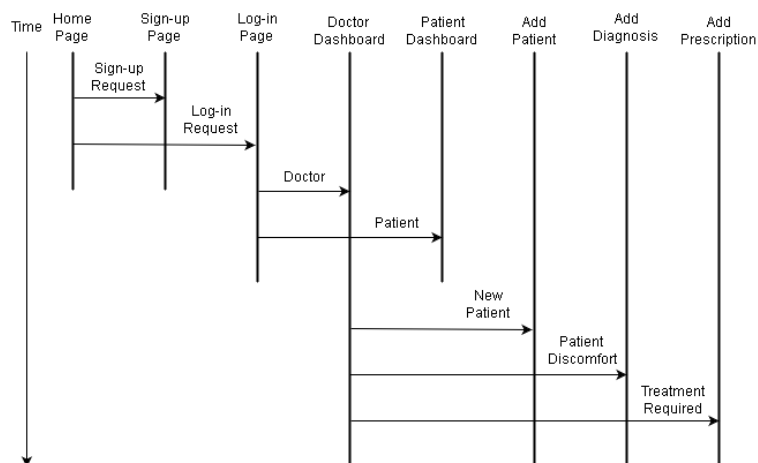 Time
Home
Page
Sign-up
Page
Log-in
Page
Doctor
Dashboard
Patient
Dashboard
Add
Patient
Add
Diagnosis
Add
Prescription
Sign-up
Request
Log-in
Request
Doctor
Patient
New
Patient
Patient
Discomfort
Treatment
Required